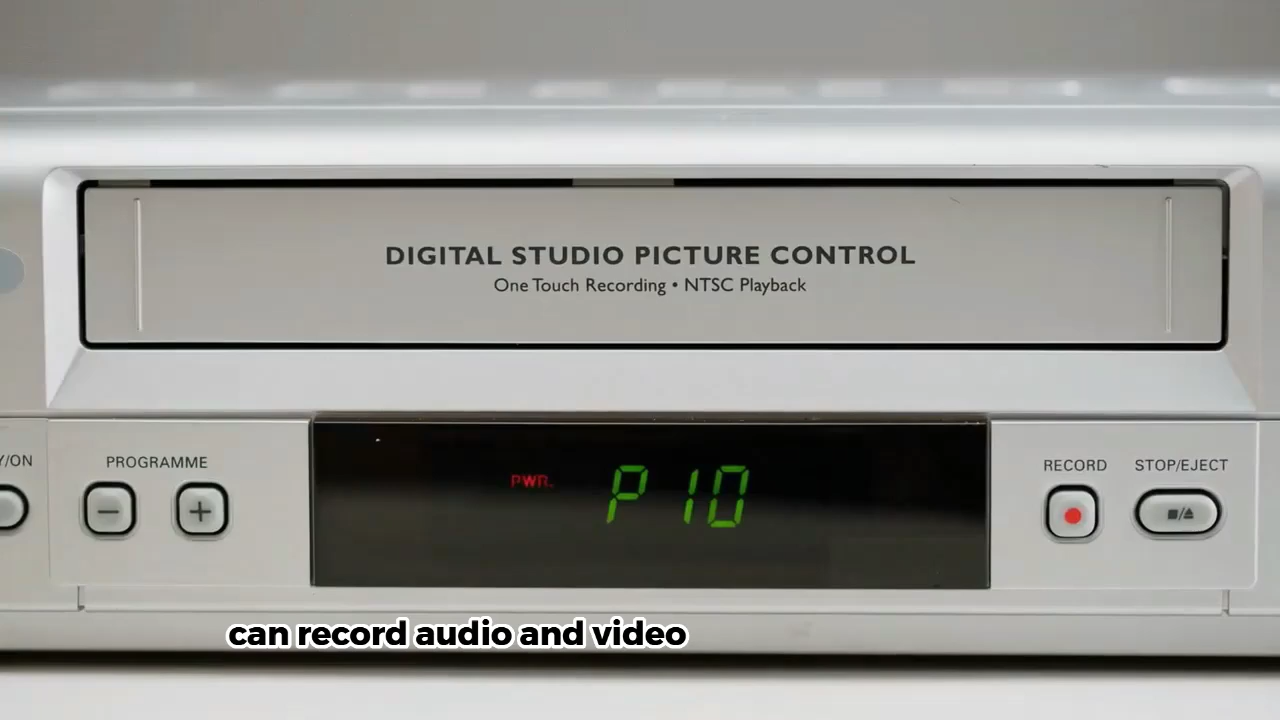 DIGITAL STUDIO PICTURE CONTROL
One Touch Recording • NTSC Playback
Y/ON
PROGRAMME
PWR.
P 10
RECORD
STOP/EJECT
can record audio and video